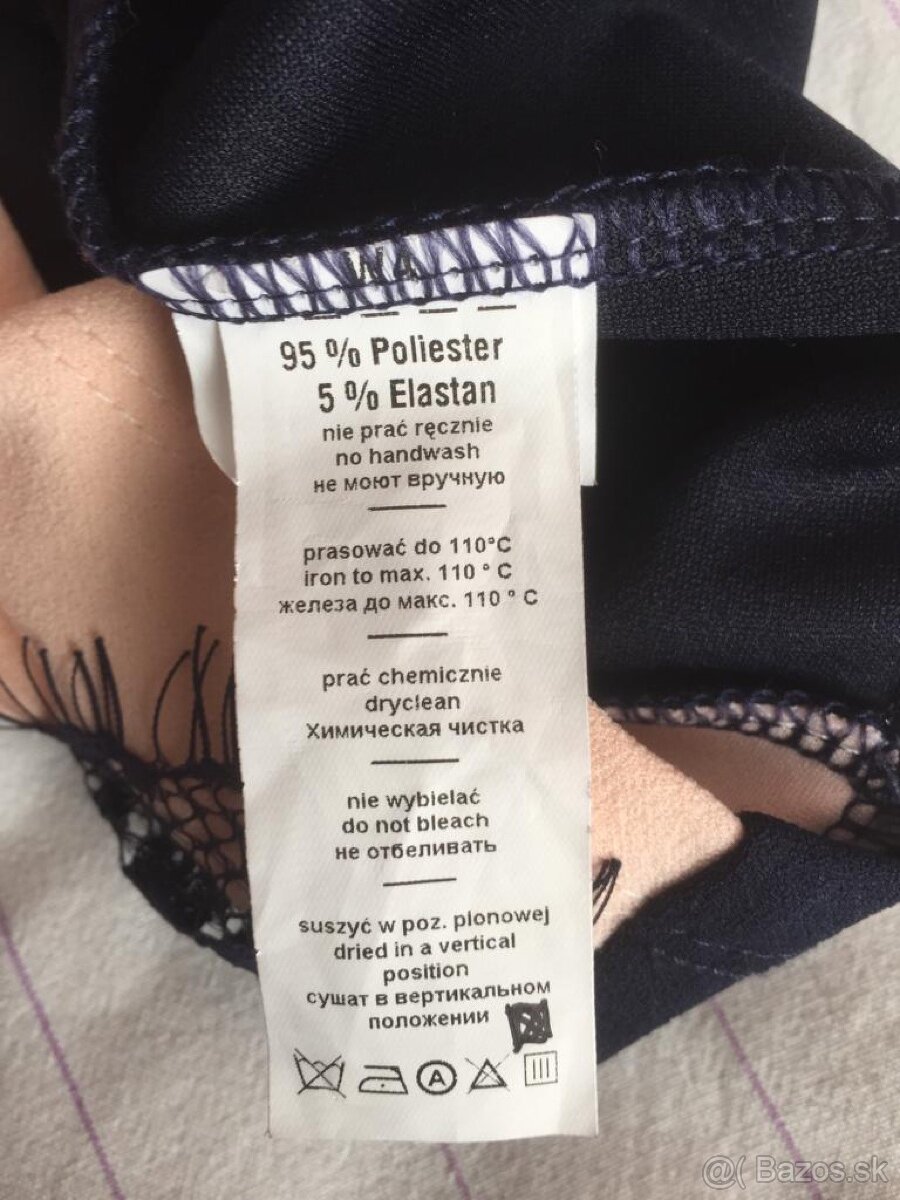 95 % Poliester
5 % Elastan
nie prać ręcznie
no handwash
не моют вручную
prasować do 110°C
iron to max. 110 ° C
железа до макс. 110 ° C
prać chemicznie
dryclean
Химическая чистка
nie wybielać
do not bleach
не отбеливать
suszyć w poz. pionowej
dried in a vertical
position
сушат в вертикальном
положении
A
@( Bazos.sk